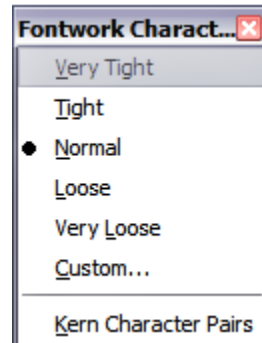 Fontwork Charact...
Very Tight
Tight
Normal
Loose
Very Loose
Custom...
Kern Character Pairs